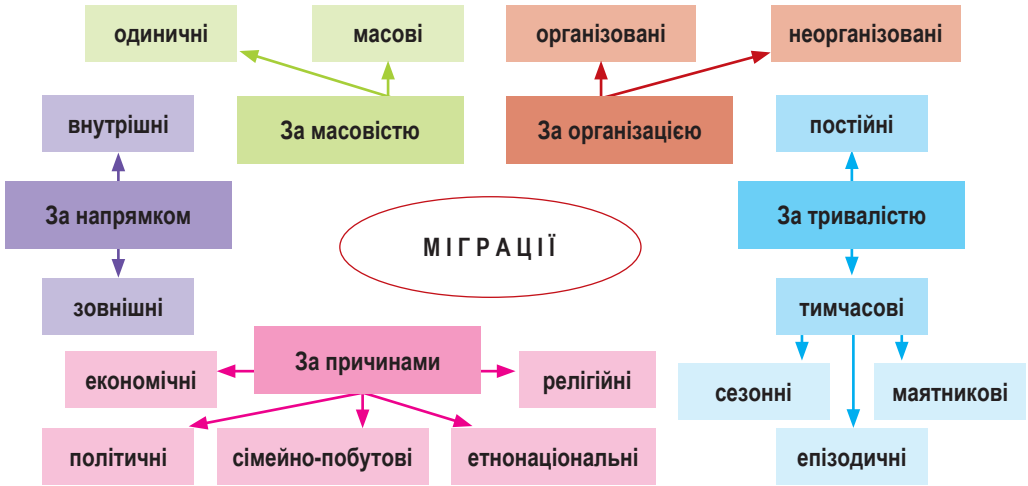 одиничні
масові
організовані
неорганізовані
внутрішні
За масовістю
За організацією
постійні
За напрямком
МІГРАЦІЇ
За тривалістю
зовнішні
тимчасові
За причинами
економічні
релігійні
сезонні
маятникові
політичні
сімейно-побутові
етнонаціональні
епізодичні